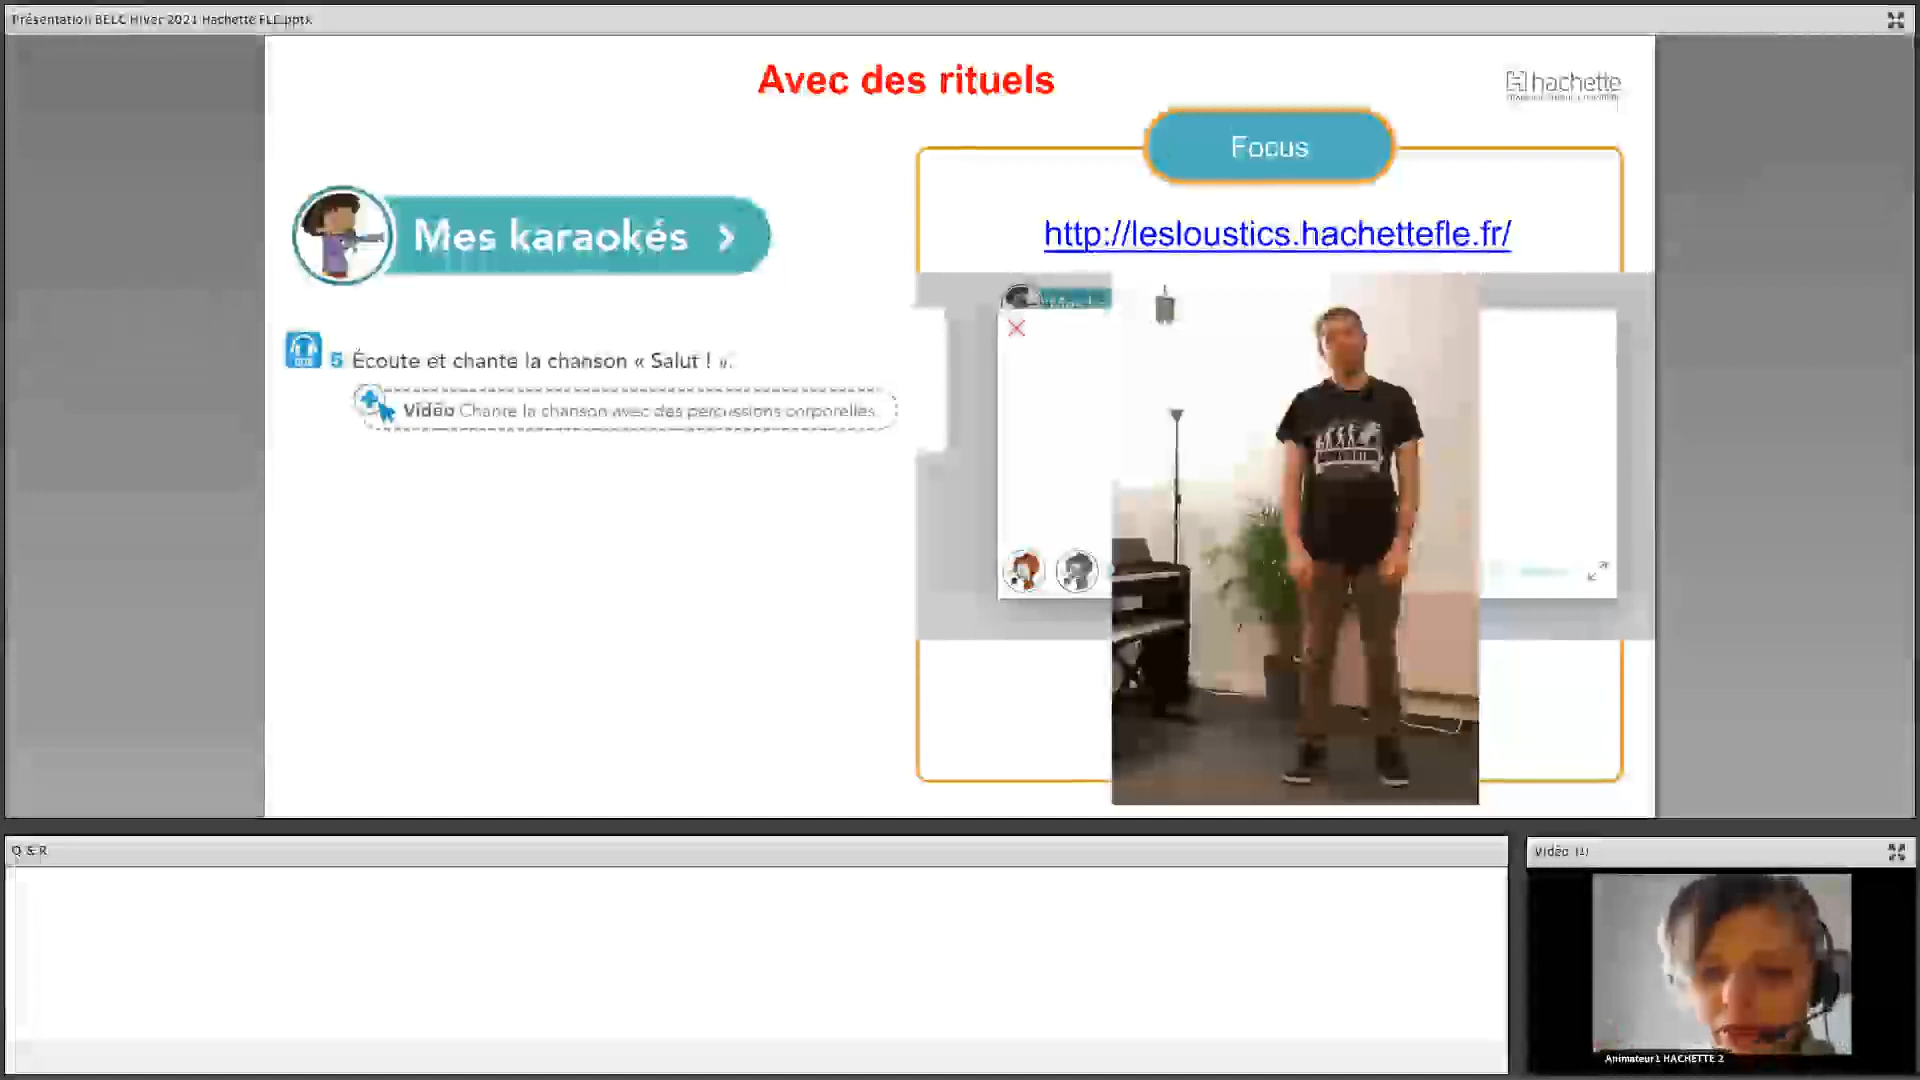 Présentation BELC Hiver 2021 Hachette FLE.pptx
Avec des rituels
hachette
Focus
Mes karaokés
http://lesloustics.hachettefle.fr/
5 Écoute et chante la chanson « Salut ! ».
Vidéo Chante la chanson avec des percussions corporelles.
Q & R
Vidéo (1)
Animateur1 HACHETTE 2